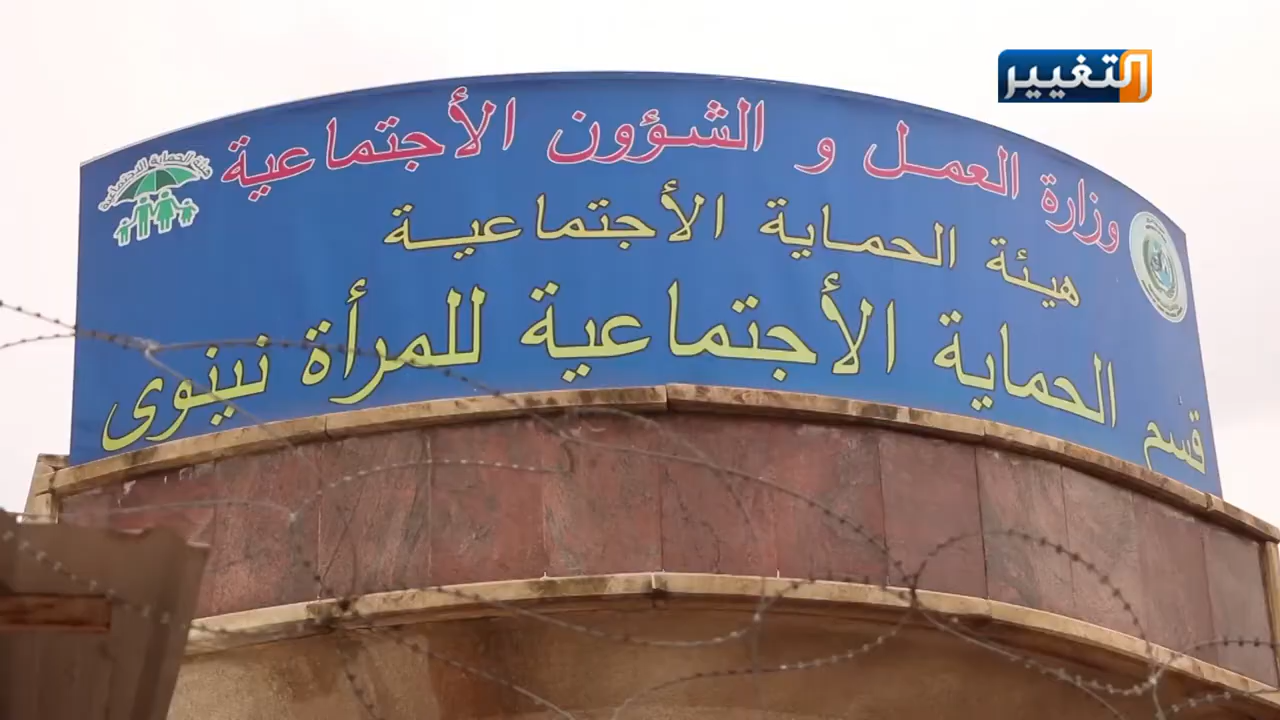 التغيير
وزارة العمل و الشؤون الأجتماعية
هيئة الحماية الأجتماعية
قسم الحماية الأجتماعية للمرأة نينوى